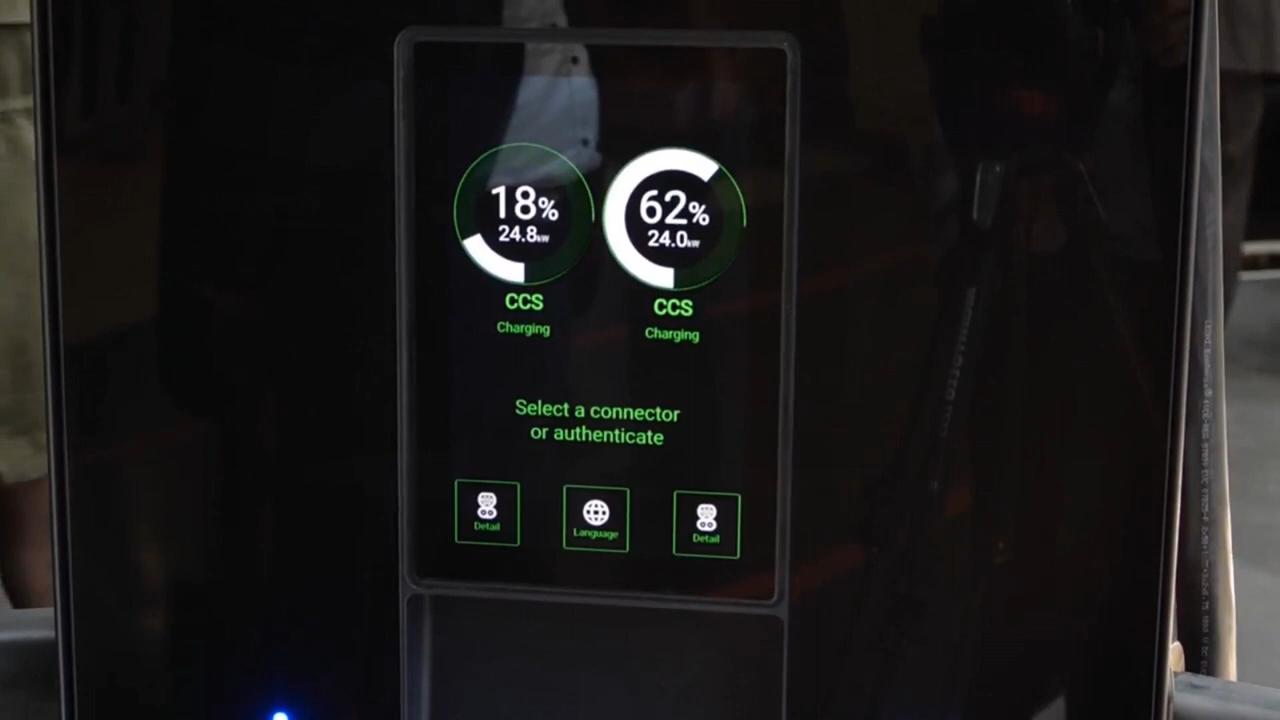 18%
24.8kW
CCS
Charging
62%
24.0kW
CCS
Charging
Select a connector
or authenticate
Detail
Language
Detail